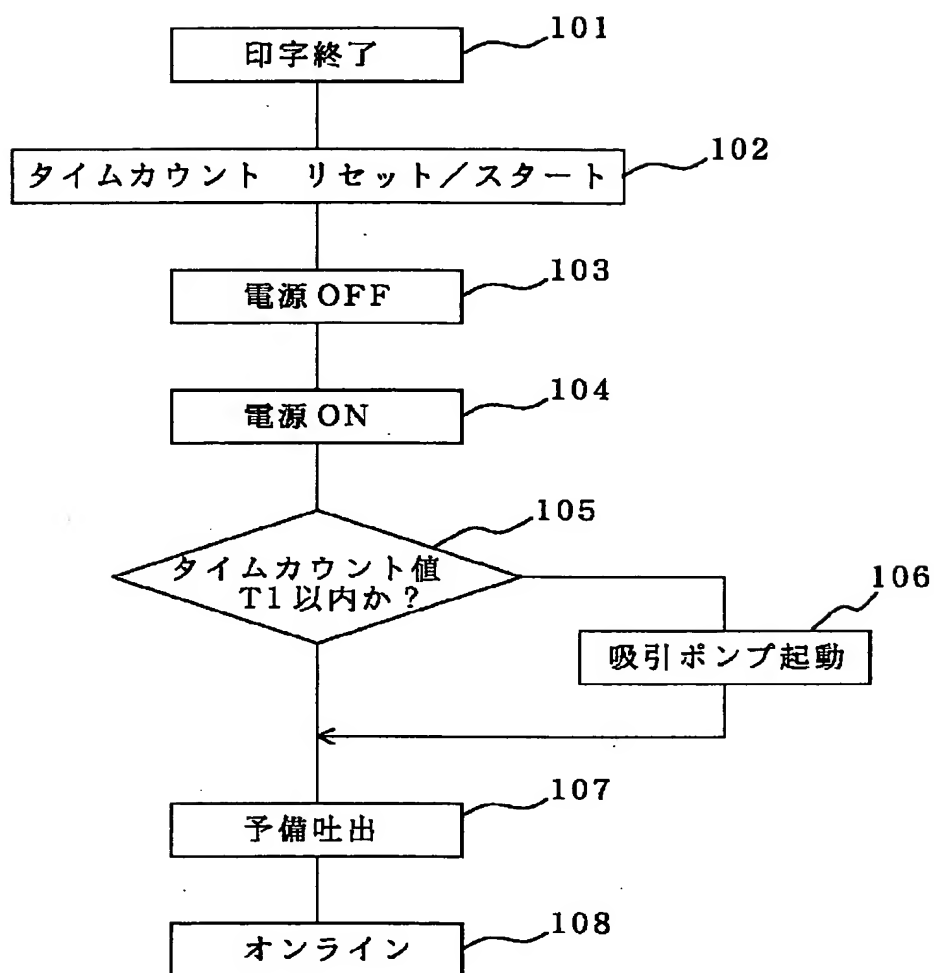 101
印字終了
102
タイムカウント　リセット／スタート
103
電源OFF
104
電源ON
105
タイムカウント値
T1以内か？
106
吸引ポンプ起動
107
予備吐出
108
オンライン